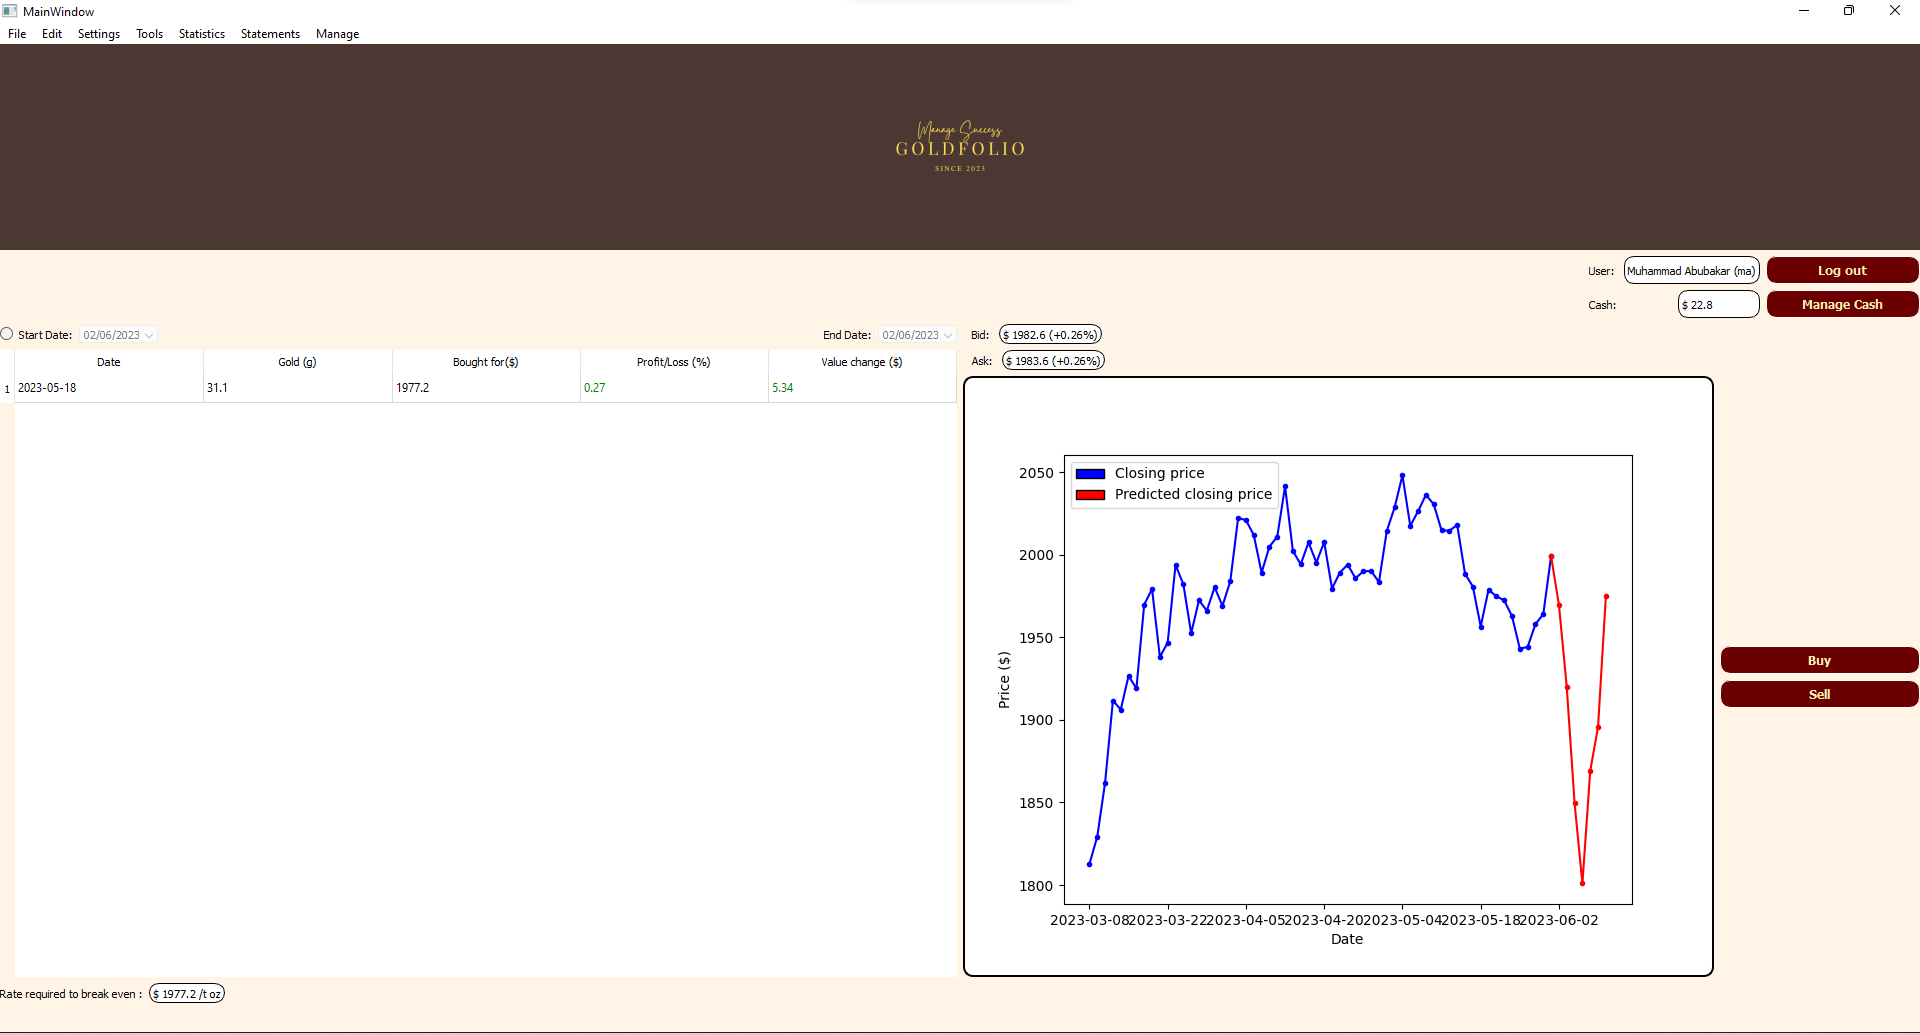 MainWindow
File Edit Settings Tools Statistics Statements Manage
Manage Success
GOLDFOLIO
SINCE 2023
User: Muhammad Abubakar (ma) Log out
Cash: $ 22.8 Manage Cash
Start Date: 02/06/2023 End Date: 02/06/2023 Bid: $ 1982.6 (+0.26%)
Ask: $ 1983.6 (+0.26%)
Date Gold (g) Bought for($) Profit/Loss (%) Value change ($)
1 2023-05-18 31.1 1977.2 0.27 5.34
Closing price
Predicted closing price
2050
2000
1950
1900
1850
1800
Price ($)
2023-03-08 2023-03-22 2023-04-05 2023-04-20 2023-05-04 2023-05-18 2023-06-02
Date
Buy
Sell
Rate required to break even : $ 1977.2 /t oz